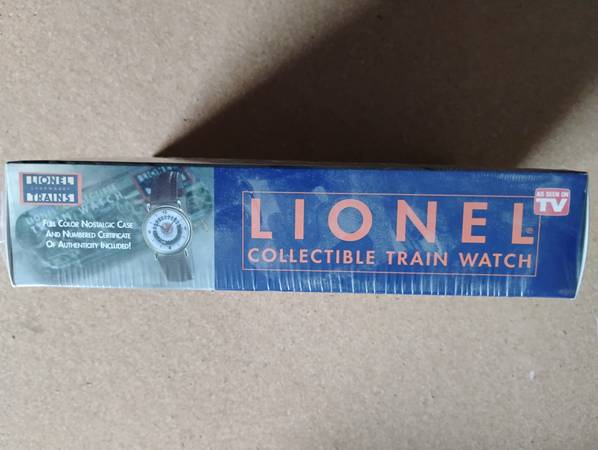 LIONEL
LEGENDARY
TRAINS
FULL COLOR NOSTALGIC CASE
AND NUMBERED CERTIFICATE
OF AUTHENTICITY INCLUDED!
LIONEL®
COLLECTIBLE TRAIN WATCH
AS SEEN ON
TV